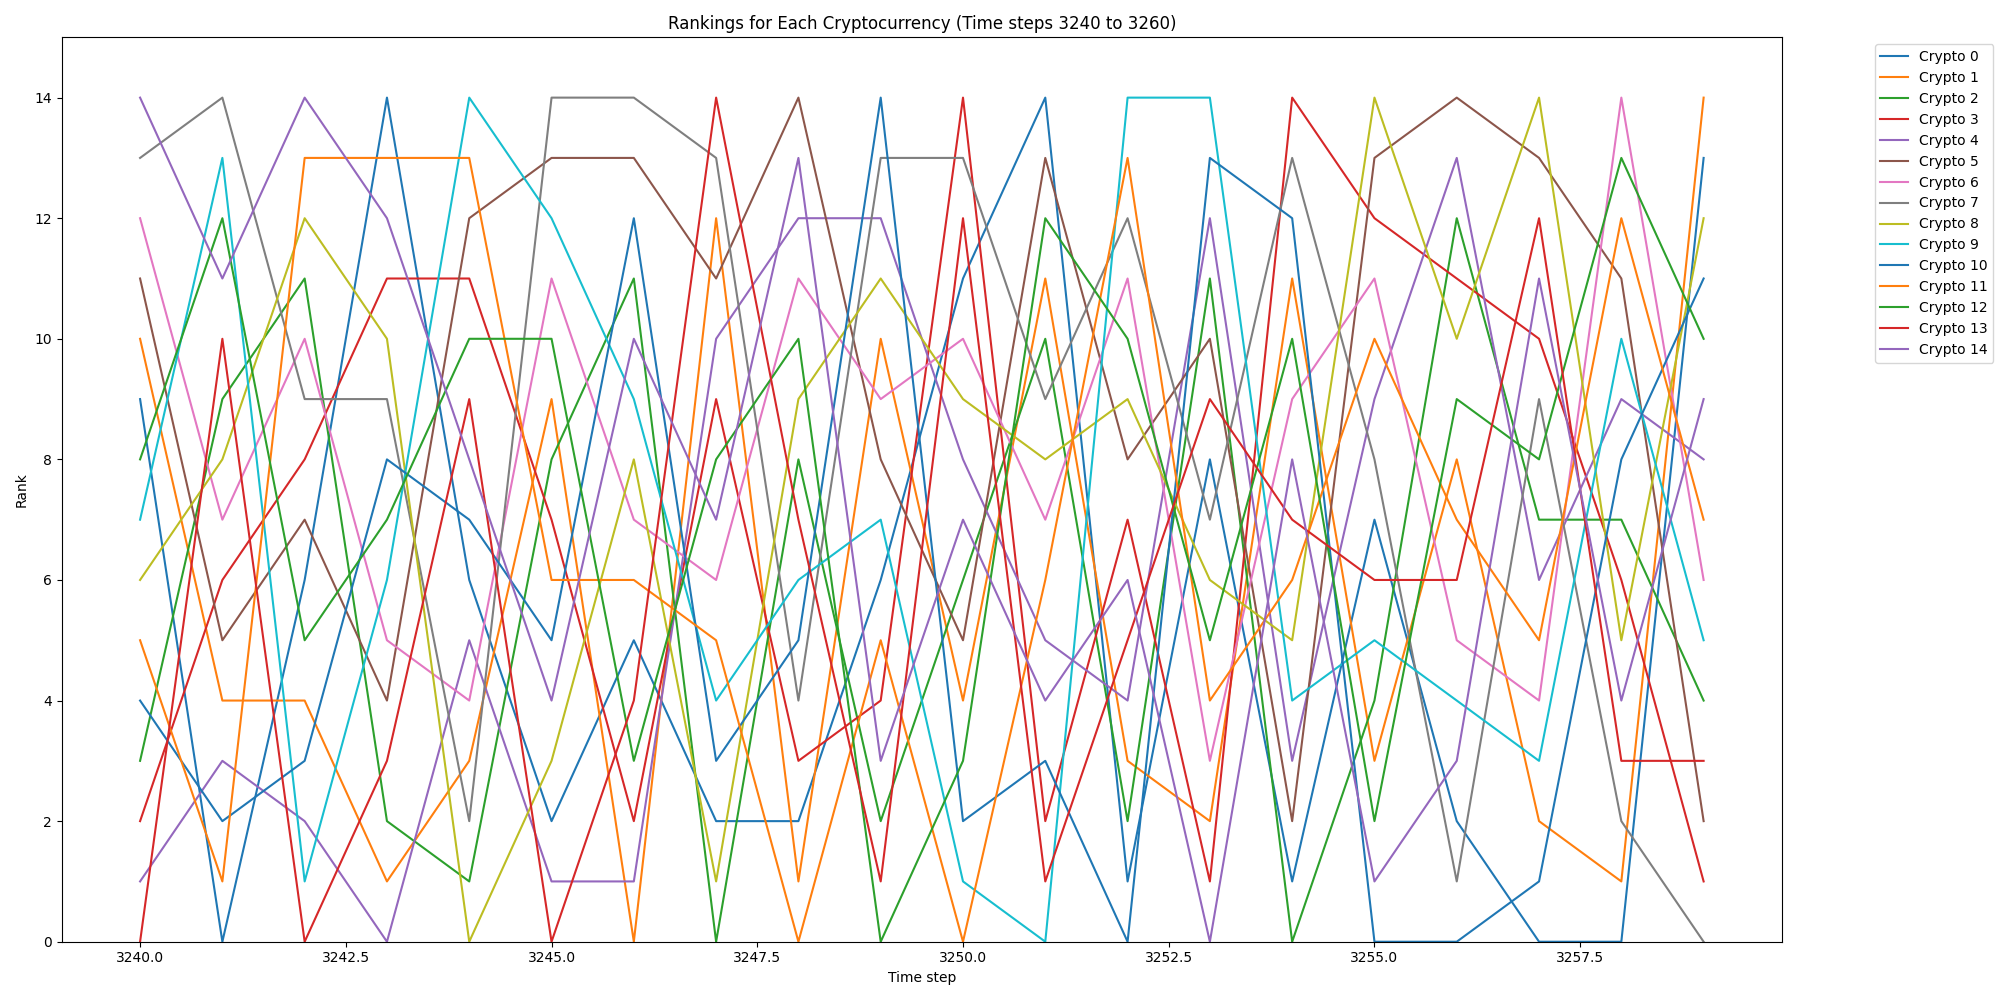 Rankings for Each Cryptocurrency (Time steps 3240 to 3260)
Rank
14
12
10
8
6
4
2
0
3240.0
3242.5
3245.0
3247.5
3250.0
3252.5
3255.0
3257.5
Time step
Crypto 0
Crypto 1
Crypto 2
Crypto 3
Crypto 4
Crypto 5
Crypto 6
Crypto 7
Crypto 8
Crypto 9
Crypto 10
Crypto 11
Crypto 12
Crypto 13
Crypto 14